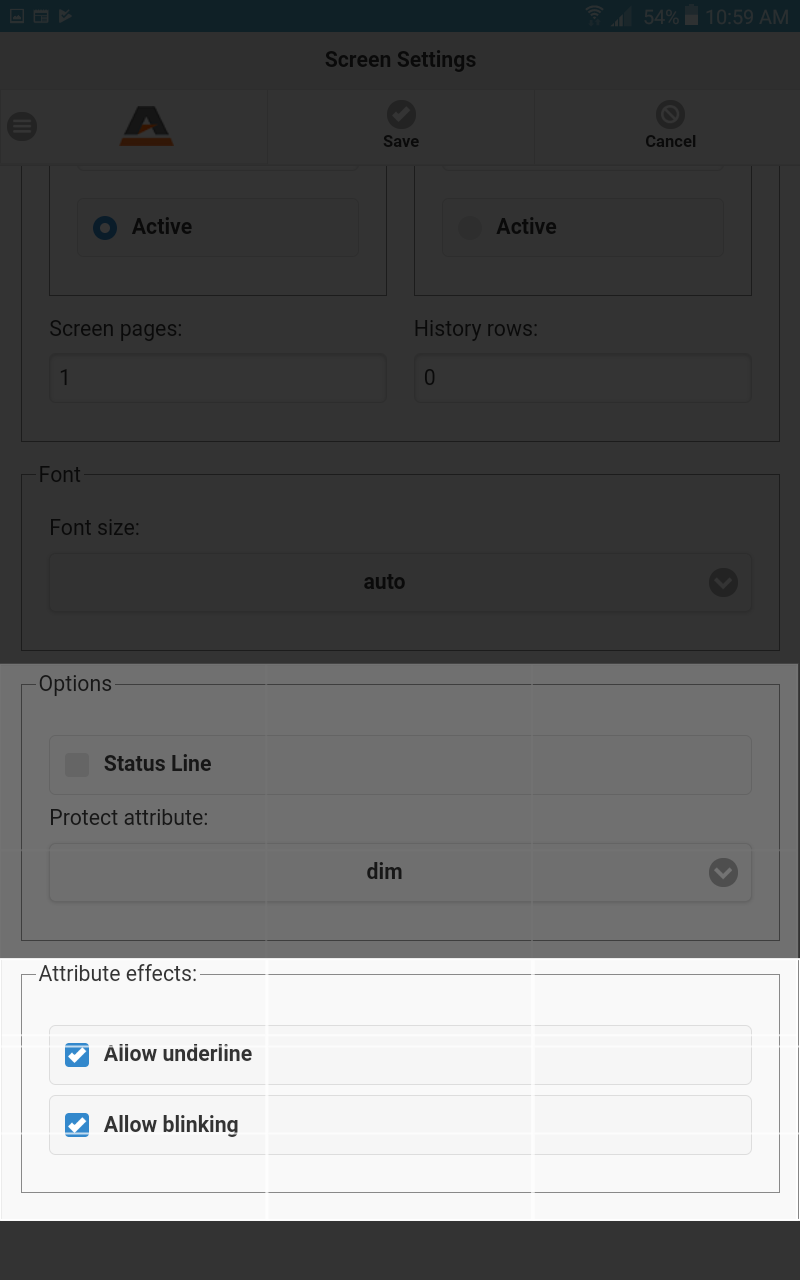 54% 10:59 AM
Screen Settings
Save Cancel
Active Active
Screen pages: History rows:
1 0
Font
Font size:
auto
Options
Status Line
Protect attribute:
dim
Attribute effects:
Allow underline
Allow blinking